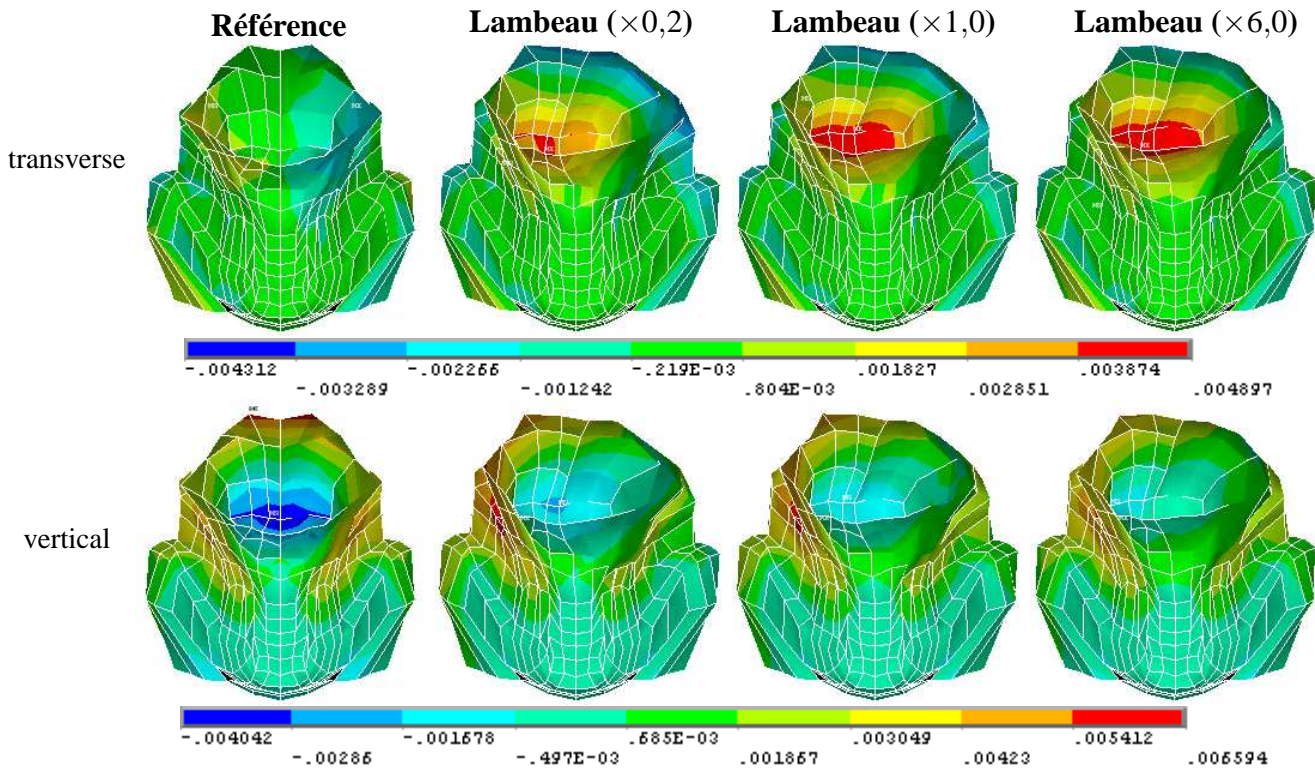 Référence Lambeau (×0,2) Lambeau (×1,0) Lambeau (×6,0)
transverse
-.004312 -.002266 -.219E-03 .001827 .003874
-.003289 -.001242 .804E-03 .002851 .004897
vertical
-.004042 -.001678 .685E-03 .003049 .005412
-.00286 -.497E-03 .001867 .00423 .006594